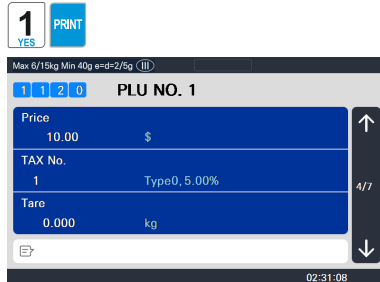 1
YES
PRINT
Max 6/15kg Min 40g e=d=2/5g III
1 1 2 0 PLU NO. 1
Price
10.00 $
TAX No.
1 Type0, 5.00%
4/7
Tare
0.000 kg
02:31:08